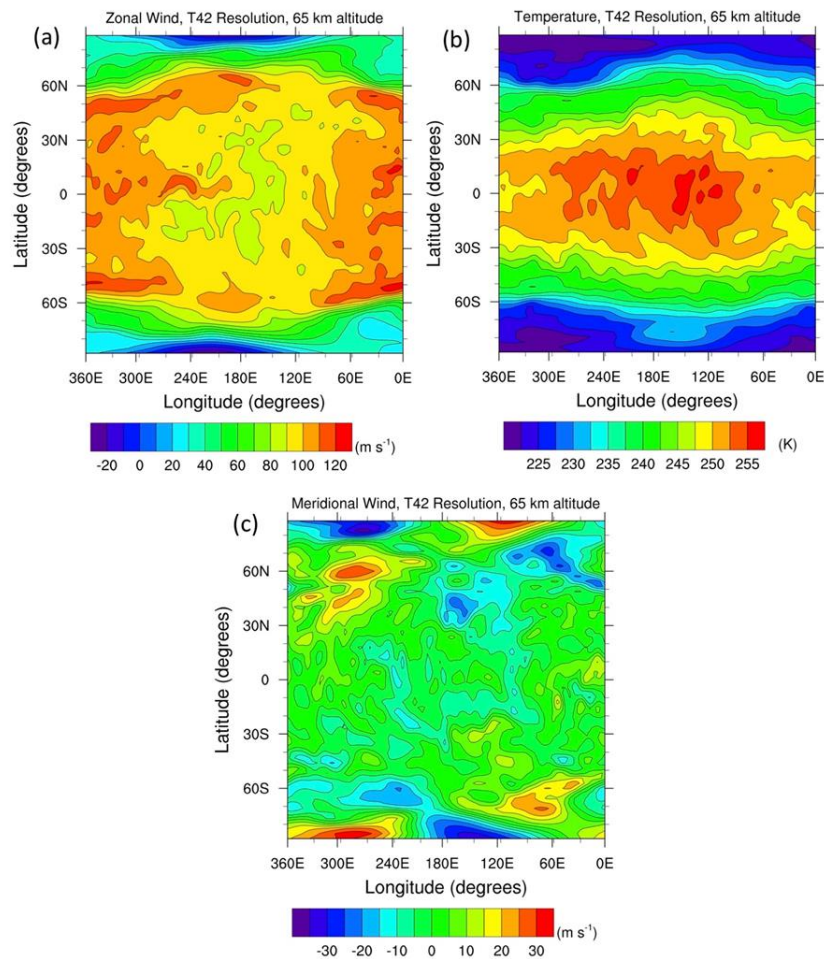 (a) Zonal Wind, T42 Resolution, 65 km altitude
60N
30N
0
30S
60S
Latitude (degrees)
360E 300E 240E 180E 120E 60E 0E
Longitude (degrees)
-20 0 20 40 60 80 100 120 (m s⁻¹)
(b) Temperature, T42 Resolution, 65 km altitude
60N
30N
0
30S
60S
Latitude (degrees)
360E 300E 240E 180E 120E 60E 0E
Longitude (degrees)
225 230 235 240 245 250 255 (K)
(c) Meridional Wind, T42 Resolution, 65 km altitude
60N
30N
0
30S
60S
Latitude (degrees)
360E 300E 240E 180E 120E 60E 0E
Longitude (degrees)
-30 -20 -10 0 10 20 30 (m s⁻¹)